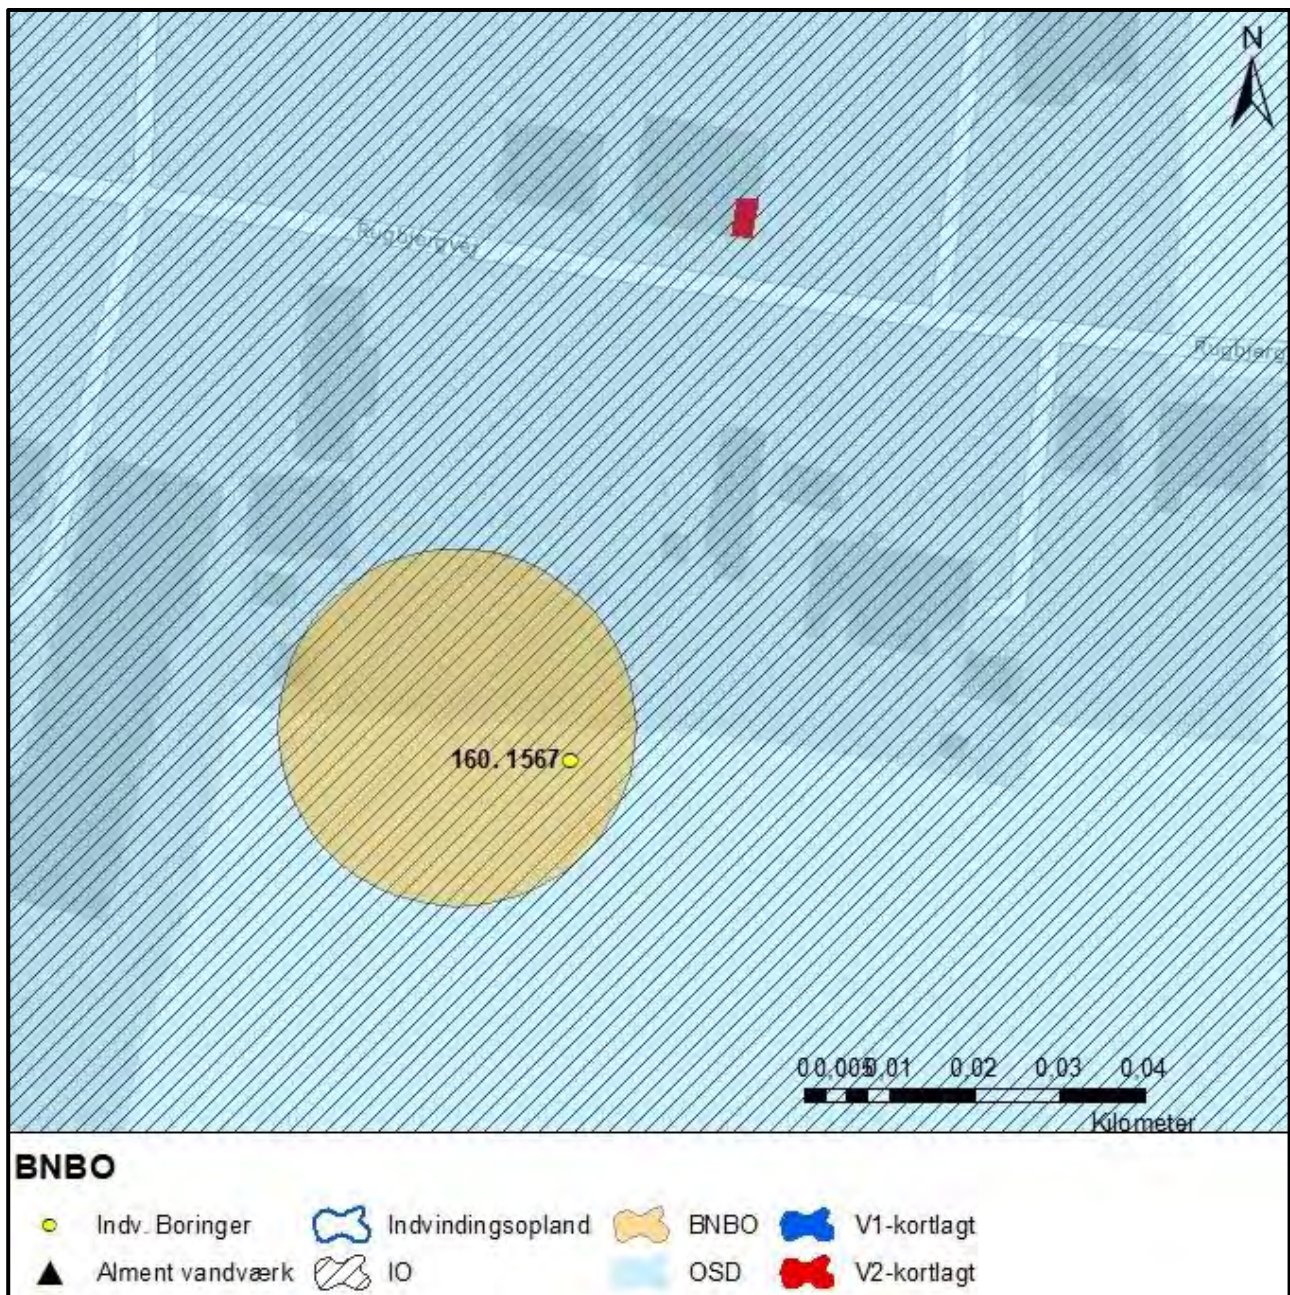 N
Rugbjergvej
Rugbjerg
160.1567
0 0,005 0,01 0,02 0,03 0,04
Kilometer
BNBO
Indv. Boringer Indvindingsopland BNBO V1-kortlagt
Alment vandværk IO OSD V2-kortlagt